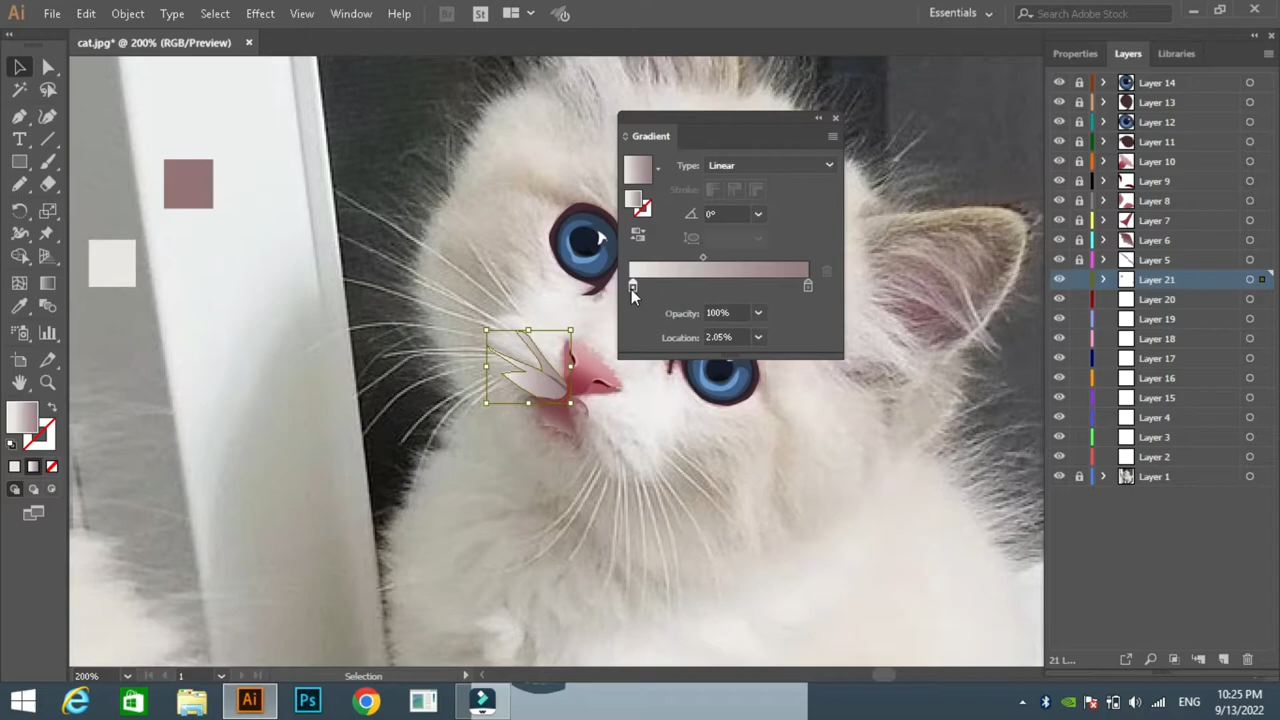 Ai File Edit Object Type Select Effect View Window Help Br St Essentials Search Adobe Stock
cat.jpg* @ 200% (RGB/Preview)
Gradient
Type: Linear
Stroke:
0°
Opacity: 100%
Location: 2.05%
Properties Layers Libraries
Layer 14
Layer 13
Layer 12
Layer 11
Layer 10
Layer 9
Layer 8
Layer 7
Layer 6
Layer 5
Layer 21
Layer 20
Layer 19
Layer 18
Layer 17
Layer 16
Layer 15
Layer 4
Layer 3
Layer 2
Layer 1
21 L...
200% 1 Selection
Ai Ps ENG
10:25 PM
9/13/2022